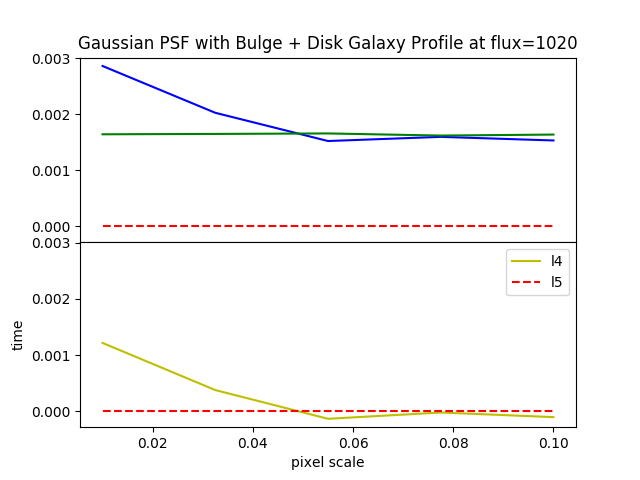 Gaussian PSF with Bulge + Disk Galaxy Profile at flux=1020
0.003
0.002
0.001
0.000
0.003
0.002
0.001
0.000
time
l4
l5
0.02 0.04 0.06 0.08 0.10
pixel scale